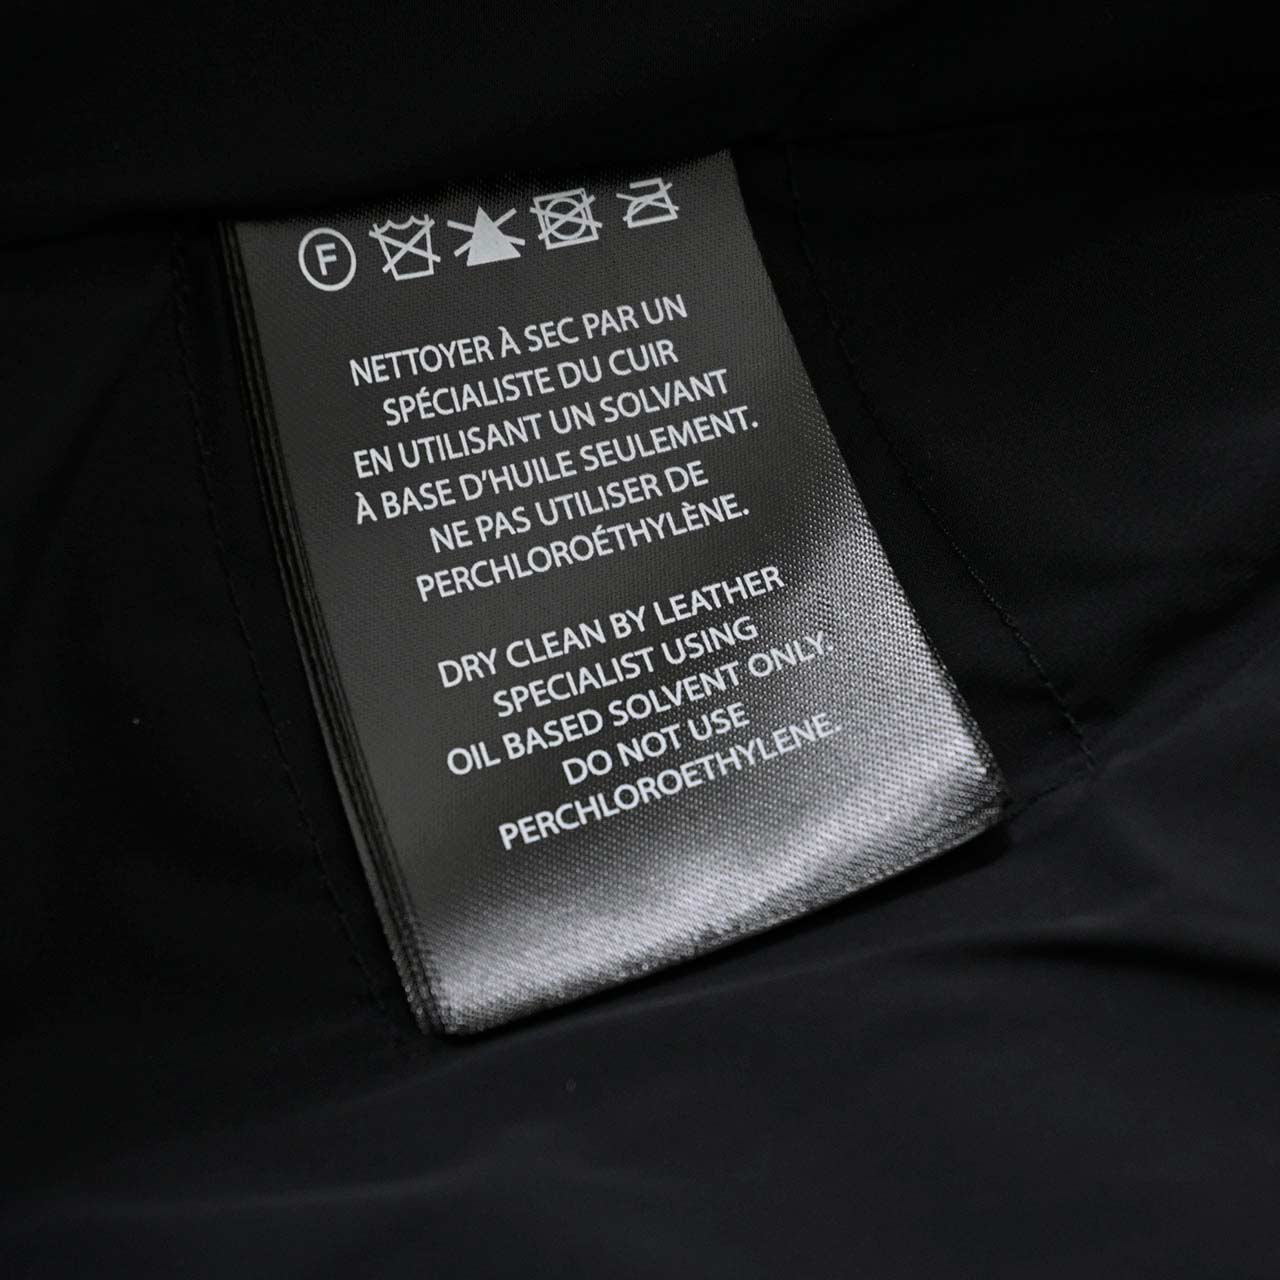 F
NETTOYER À SEC PAR UN
SPÉCIALISTE DU CUIR
EN UTILISANT UN SOLVANT
À BASE D'HUILE SEULEMENT.
NE PAS UTILISER DE
PERCHLOROÉTHYLÈNE.
DRY CLEAN BY LEATHER
SPECIALIST USING
OIL BASED SOLVENT ONLY.
DO NOT USE
PERCHLOROETHYLENE.